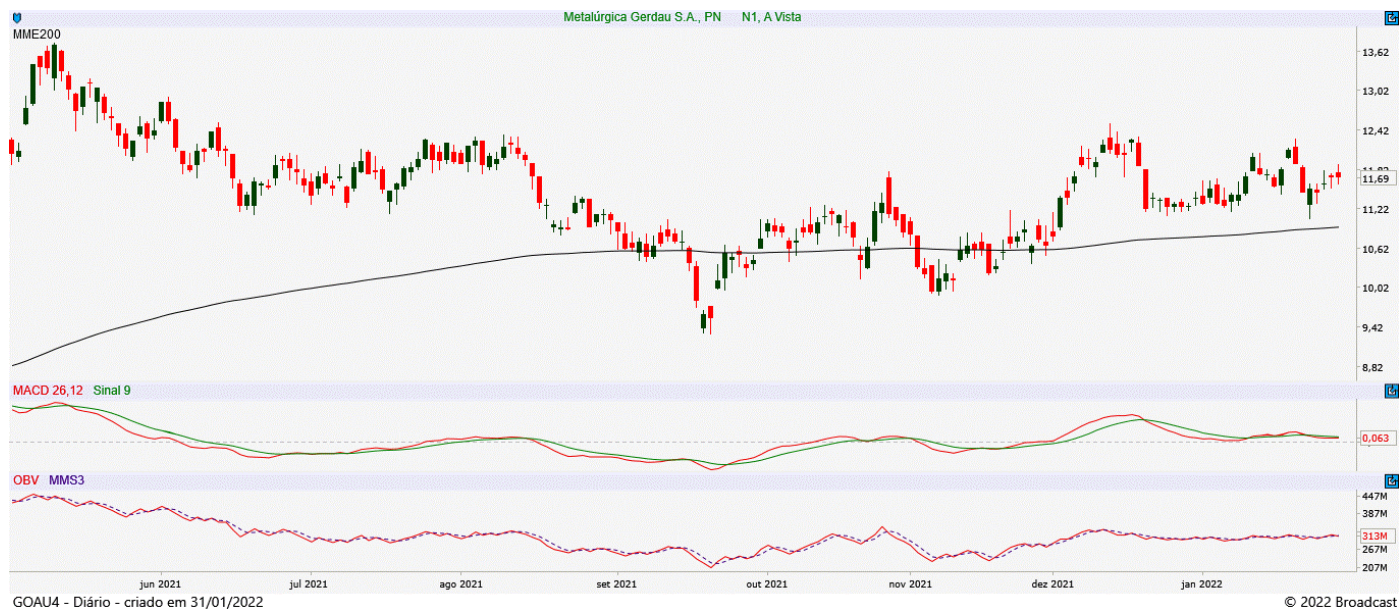 Metalúrgica Gerdau S.A., PN N1, A Vista
MME200
13,62
13,02
12,42
11,69
11,22
10,62
10,02
9,42
8,82
MACD 26,12 Sinal 9
0,063
OBV MMS3
447M
387M
313M
267M
207M
jun 2021 jul 2021 ago 2021 set 2021 out 2021 nov 2021 dez 2021 jan 2022
GOAU4 - Diário - criado em 31/01/2022 © 2022 Broadcast